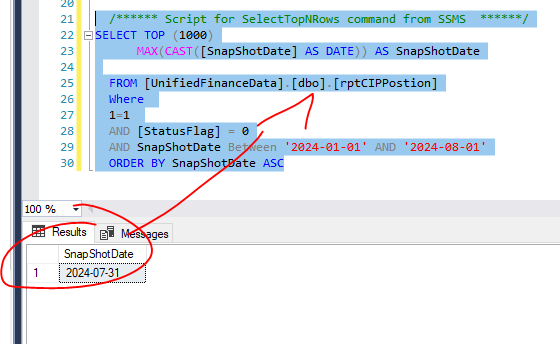 20
21 /****** Script for SelectTopNRows command from SSMS ******/
22 SELECT TOP (1000)
23 MAX(CAST([SnapShotDate] AS DATE)) AS SnapShotDate
24
25 FROM [UnifiedFinanceData].[dbo].[rptCIPPostion]
26 Where
27 1=1
28 AND [StatusFlag] = 0
29 AND SnapShotDate Between '2024-01-01' AND '2024-08-01'
30 ORDER BY SnapShotDate ASC
100 %
Results Messages
SnapShotDate
1 2024-07-31